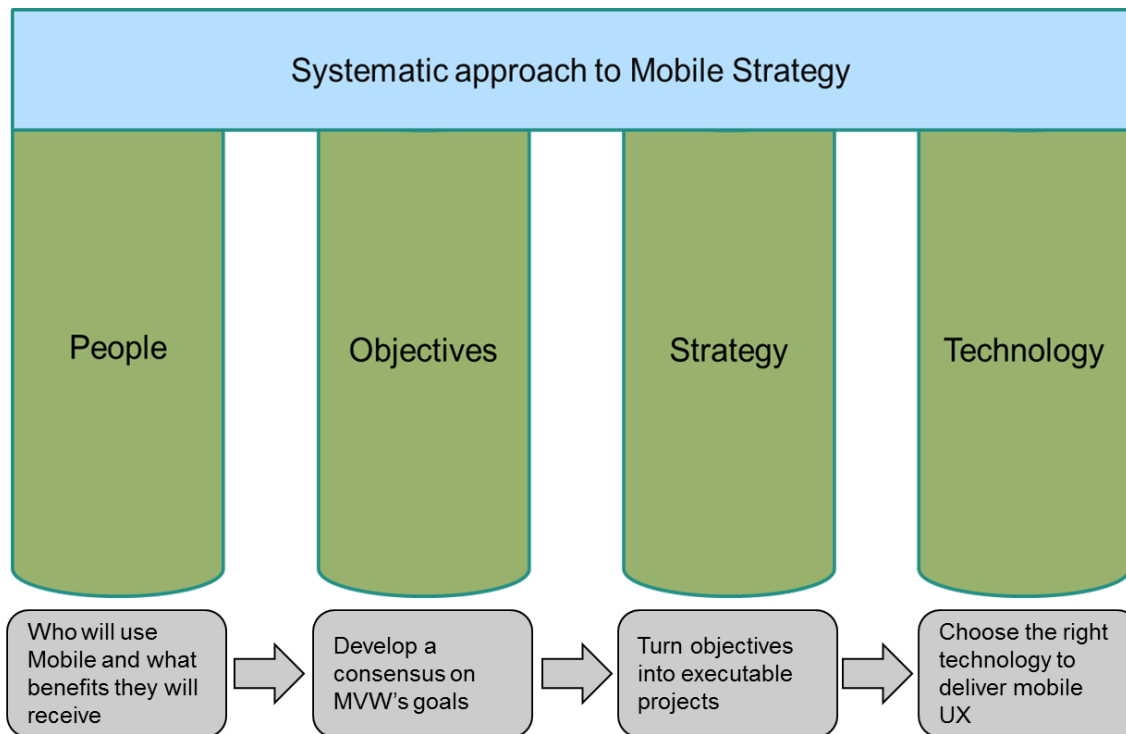 Systematic approach to Mobile Strategy
People
Objectives
Strategy
Technology
Who will use
Mobile and what
benefits they will
receive
Develop a
consensus on
MVW's goals
Turn objectives
into executable
projects
Choose the right
technology to
deliver mobile
UX